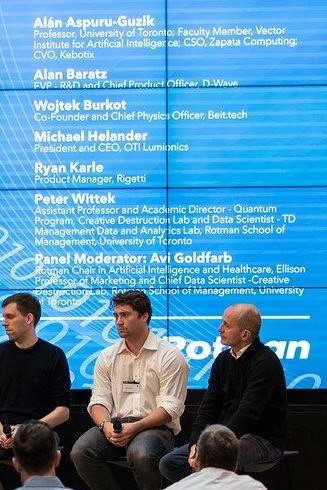 Alán Aspuru-Guzik
Professor, University of Toronto; Faculty Member, Vector
Institute for Artificial Intelligence; CSO, Zapata Computing;
CVO, Kebotix
Alan Baratz
EVP - R&D and Chief Product Officer, D-Wave
Wojtek Burkot
Co-Founder and Chief Physics Officer, Beit.tech
Michael Helander
President and CEO, OTI Lumionics
Ryan Karle
Product Manager, Rigetti
Peter Wittek
Assistant Professor and Academic Director - Quantum
Program, Creative Destruction Lab and Data Scientist - TD
Management Data and Analytics Lab, Rotman School of
Management, University of Toronto
Panel Moderator: Avi Goldfarb
Rotman Chair in Artificial Intelligence and Healthcare, Ellison
Professor of Marketing and Chief Data Scientist -Creative
Destruction Lab, Rotman School of Management, University
of Toronto
Rotman